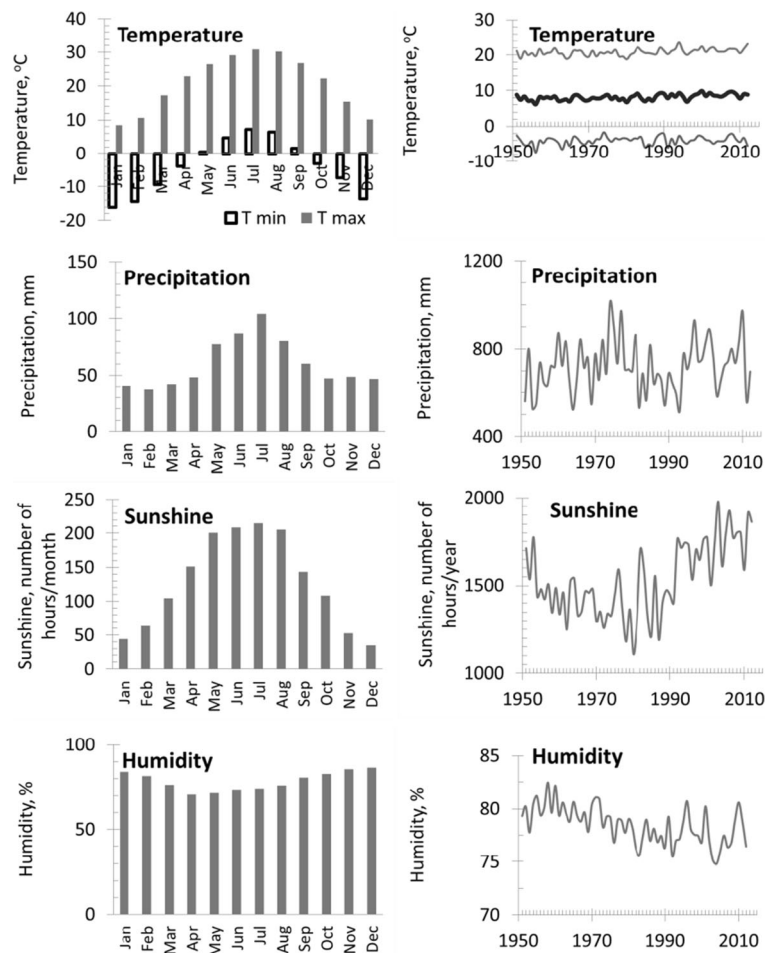 Temperature
Temperature, °C
40
30
20
10
0
-10
-20
Jan
Feb
Mar
Apr
May
Jun
Jul
Aug
Sep
Oct
Nov
Dec
T min
T max
Temperature
Temperature, °C
30
20
10
0
-10
1950
1970
1990
2010
Precipitation
Precipitation, mm
150
100
50
0
Jan
Feb
Mar
Apr
May
Jun
Jul
Aug
Sep
Oct
Nov
Dec
Precipitation
Precipitation, mm
1200
800
400
1950
1970
1990
2010
Sunshine
Sunshine, number of
hours/month
250
200
150
100
50
0
Jan
Feb
Mar
Apr
May
Jun
Jul
Aug
Sep
Oct
Nov
Dec
Sunshine
Sunshine, number of
hours/year
2000
1500
1000
1950
1970
1990
2010
Humidity
Humidity, %
100
50
0
Jan
Feb
Mar
Apr
May
Jun
Jul
Aug
Sep
Oct
Nov
Dec
Humidity
Humidity, %
85
80
75
70
1950
1970
1990
2010